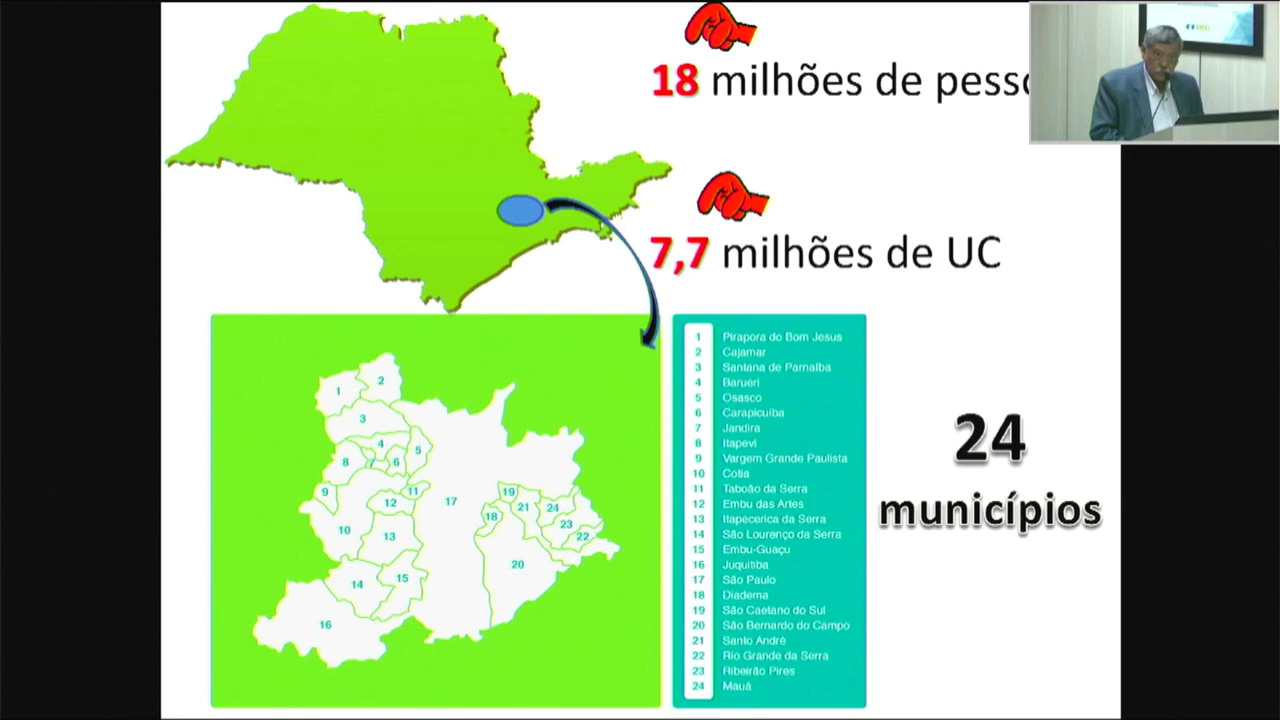 18 milhões de
7,7 milhões de UC
1
2
3
4
5
6
7
8
9
10
11
12
13
14
15
16
17
18
19
20
21
22
23
24
1 Pirapora do Bom Jesus
2 Cajamar
3 Santana de Parnaíba
4 Barueri
5 Osasco
6 Carapicuíba
7 Jandira
8 Itapevi
9 Vargem Grande Paulista
10 Cotia
11 Taboão da Serra
12 Embu das Artes
13 Itapecerica da Serra
14 São Lourenço da Serra
15 Embu-Guaçu
16 Juquitiba
17 São Paulo
18 Diadema
19 São Caetano do Sul
20 São Bernardo do Campo
21 Santo André
22 Rio Grande da Serra
23 Ribeirão Pires
24 Mauá
24
municípios